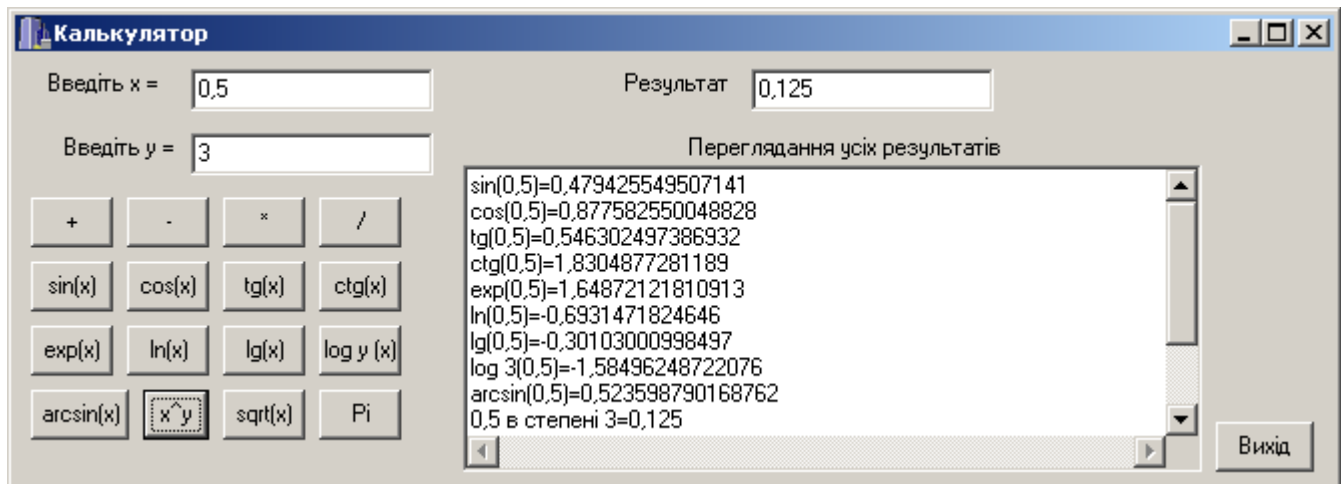 Калькулятор
Введіть x = 0,5
Результат 0,125
Введіть y = 3
Переглядання усіх результатів
+ - * /
sin(x) cos(x) tg(x) ctg(x)
exp(x) ln(x) lg(x) log y (x)
arcsin(x) x^y sqrt(x) Pi
sin(0,5)=0,479425549507141
cos(0,5)=0,877582550048828
tg(0,5)=0,546302497386932
ctg(0,5)=1,8304877281189
exp(0,5)=1,64872121810913
ln(0,5)=-0,6931471824646
lg(0,5)=-0,30103000998497
log 3(0,5)=-1,58496248722076
arcsin(0,5)=0,523598790168762
0,5 в степені 3=0,125
Вихід